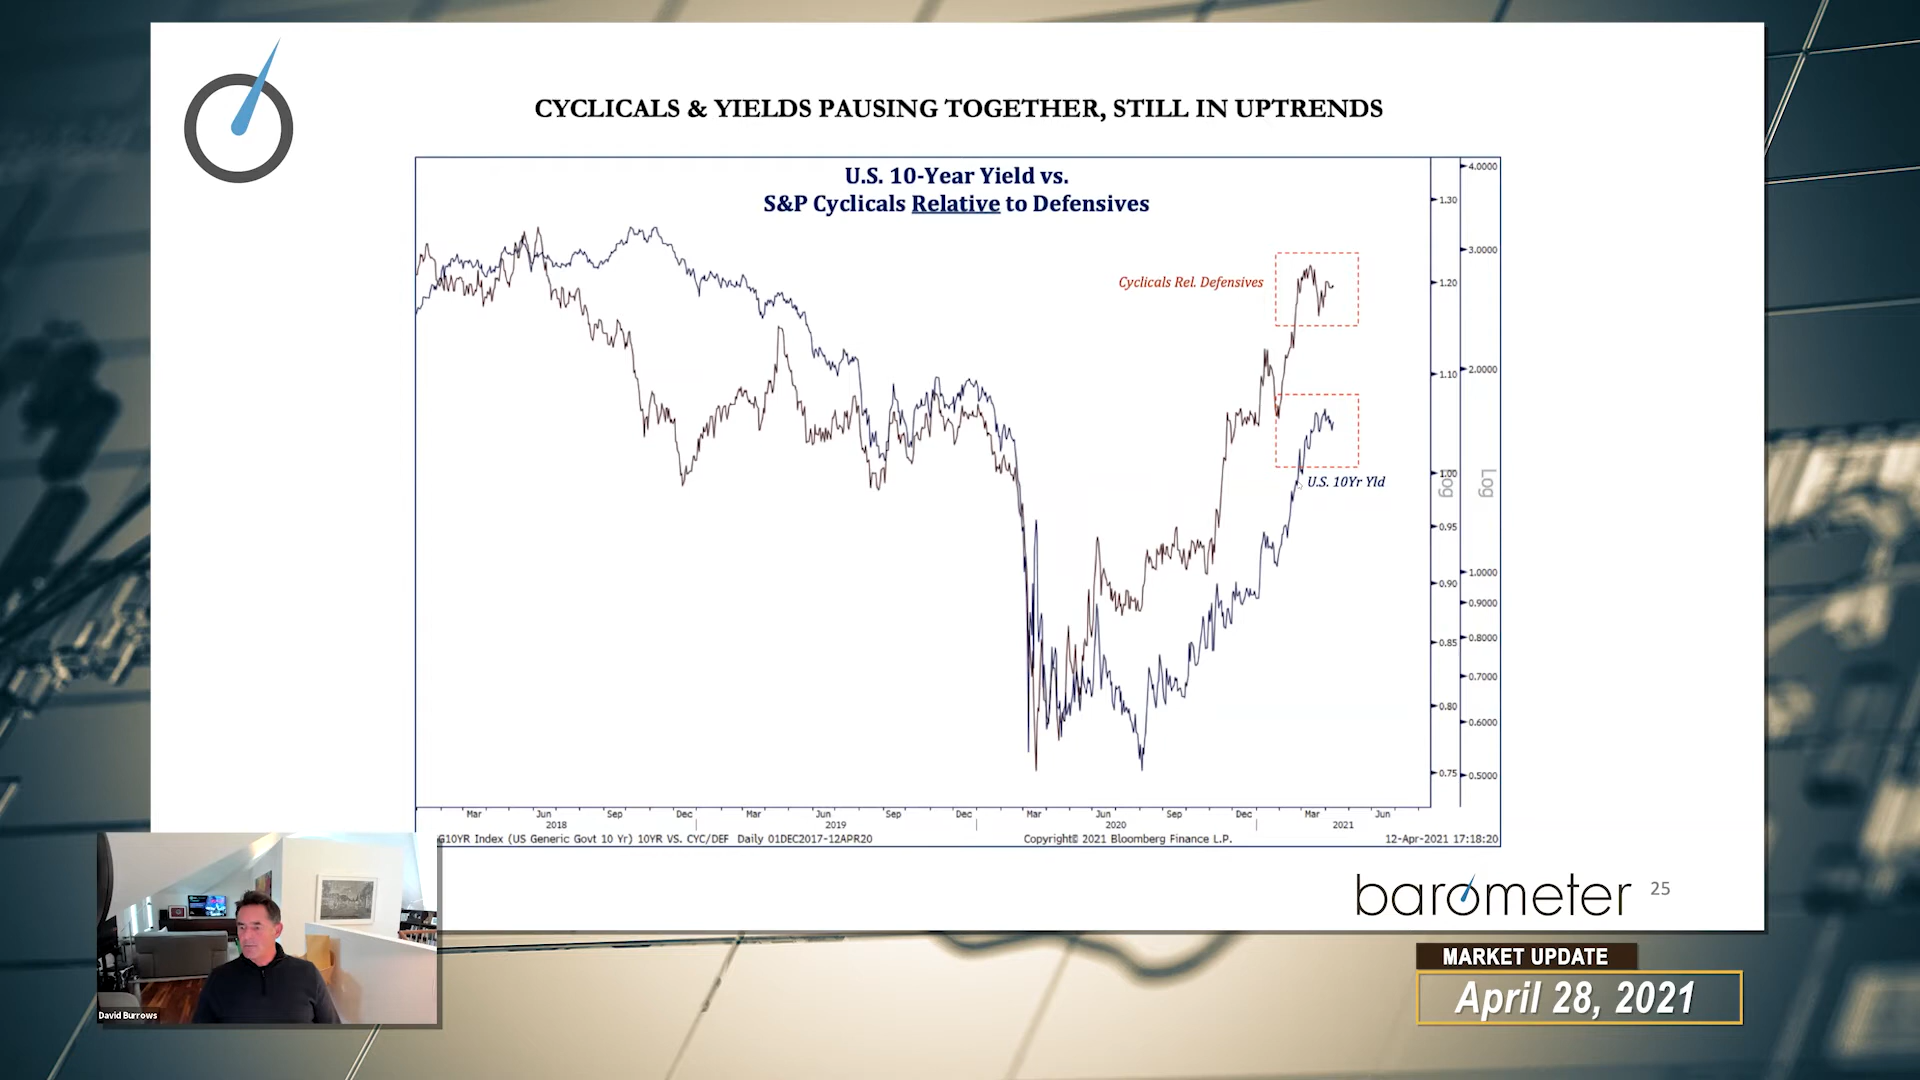 CYCLICALS & YIELDS PAUSING TOGETHER, STILL IN UPTRENDS
U.S. 10-Year Yield vs.
S&P Cyclicals Relative to Defensives
Cyclicals Rel. Defensives
U.S. 10Yr Yld
1.30
1.20
1.10
1.00
0.95
0.90
0.85
0.80
0.75
Log
4.0000
3.0000
2.0000
1.0000
0.9000
0.8000
0.7000
0.6000
0.5000
Log
Mar Jun Sep Dec Mar Jun Sep Dec Mar Jun Sep Dec Mar Jun
2018 2019 2020 2021
G10YR Index (US Generic Govt 10 Yr) 10YR VS. CYC/DEF Daily 01DEC2017-12APR20 Copyright© 2021 Bloomberg Finance L.P. 12-Apr-2021 17:18:20
barometer 25
MARKET UPDATE
April 28, 2021
David Burrows